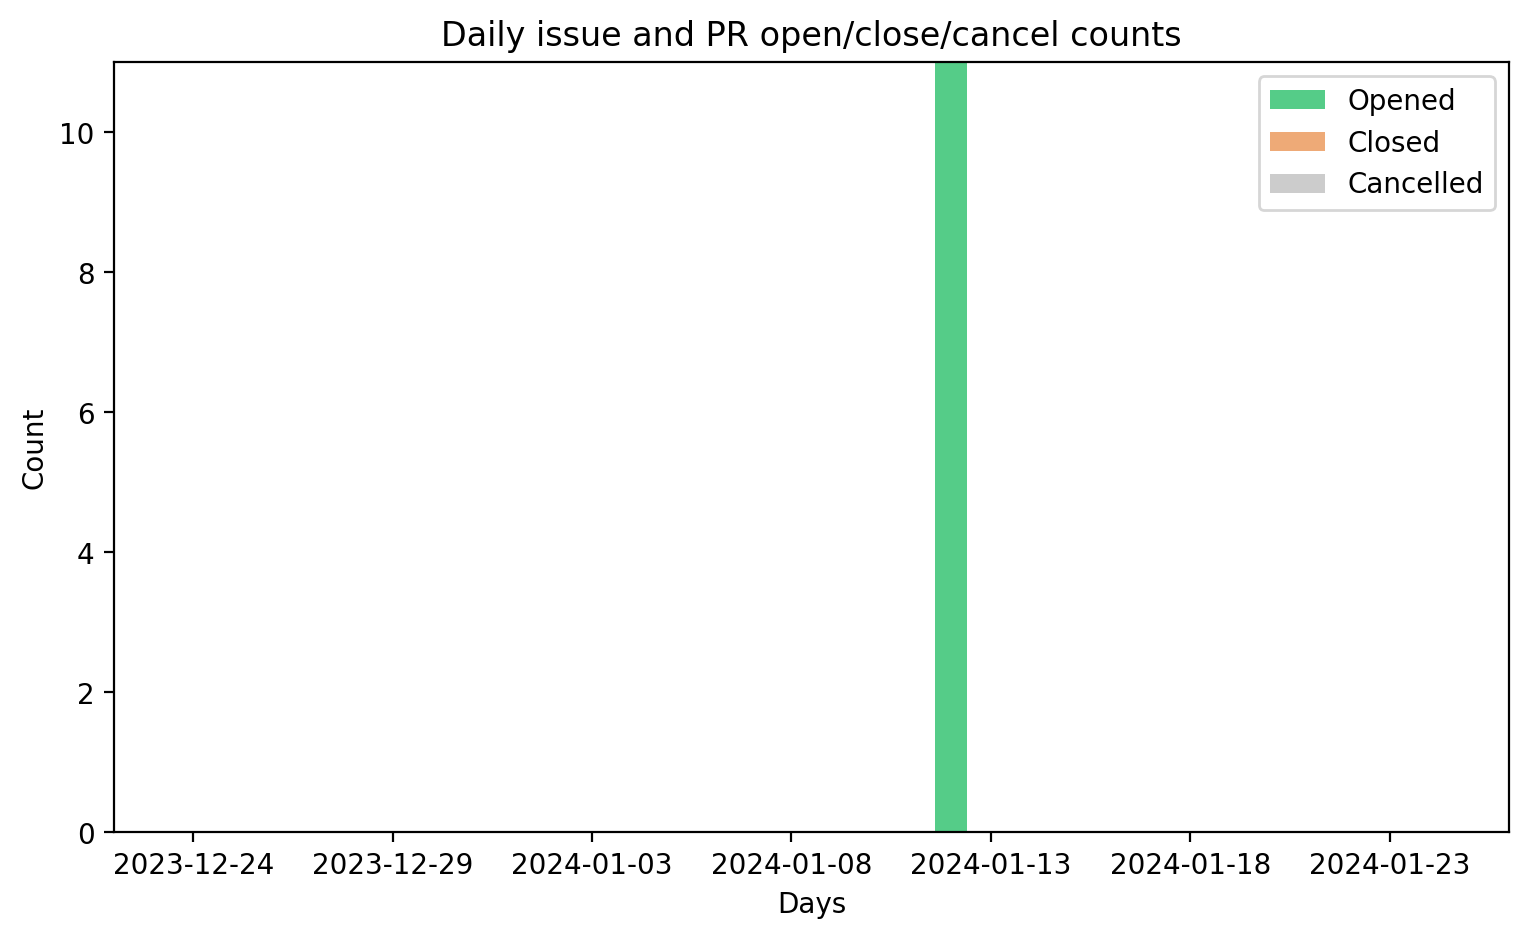 Daily issue and PR open/close/cancel counts
Opened
Closed
Cancelled
10
8
6
4
2
0
Count
2023-12-24 2023-12-29 2024-01-03 2024-01-08 2024-01-13 2024-01-18 2024-01-23
Days